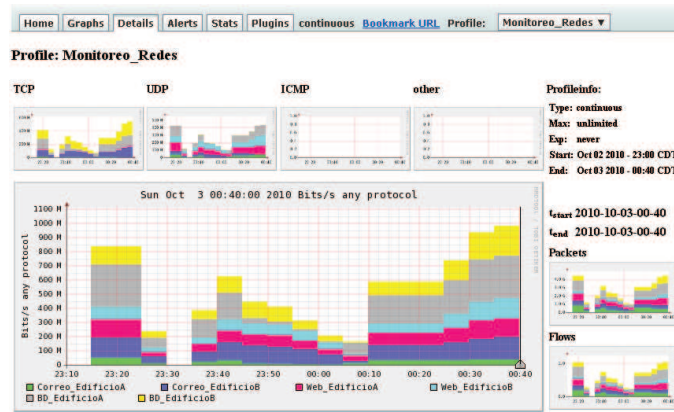 Home Graphs Details Alerts Stats Plugins continuous Bookmark URL Profile: Monitoreo_Redes ▼
Profile: Monitoreo_Redes
TCP UDP ICMP other Profileinfo:
Type: continuous
Max: unlimited
Exp: never
Start: Oct 02 2010 - 23:00 CDT
End: Oct 03 2010 - 00:40 CDT
Sun Oct 3 00:40:00 2010 Bits/s any protocol
tstart 2010-10-03-00-40
tend 2010-10-03-00-40
Packets
Flows
Bits/s any protocol
1100 M
1000 M
900 M
800 M
700 M
600 M
500 M
400 M
300 M
200 M
100 M
0
23:10 23:20 23:30 23:40 23:50 00:00 00:10 00:20 00:30 00:40
Correo_EdificioA Correo_EdificioB Web_EdificioA Web_EdificioB
BD_EdificioA BD_EdificioB